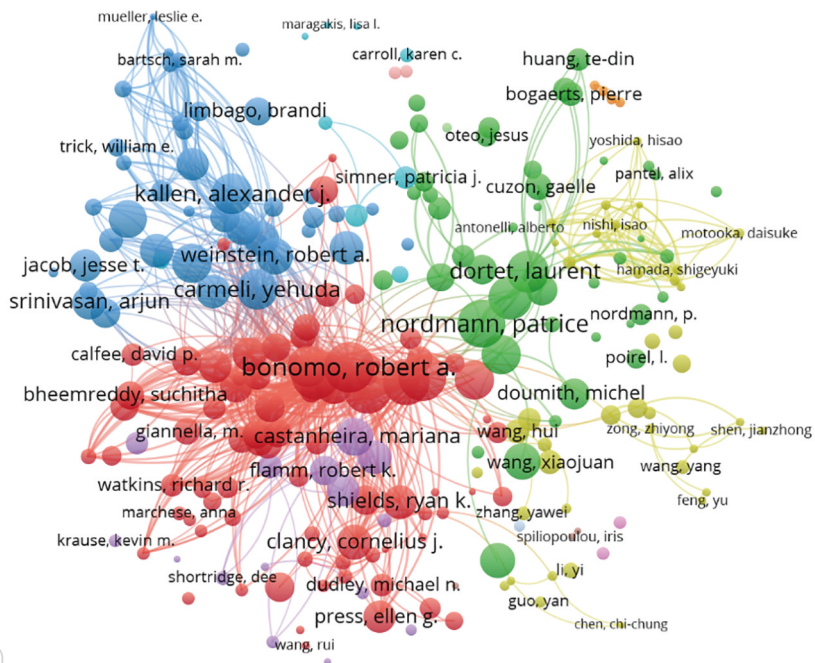 mueller, leslie e.
maragakis, lisa l.
bartsch, sarah m.
carroll, karen c.
huang, te-din
bogaerts, pierre
limbago, brandi
oteo, jesus
yoshida, hisao
trick, william e.
simner, patricia j.
pantel, alix
kallen, alexander j.
cuzon, gaelle
antonelli, alberto
nishi, isao
motooka, daisuke
weinstein, robert a.
jacob, jesse t.
dortet, laurent
hamada, shigeyuki
srinivasan, arjun
carmeli, yehuda
nordmann, patrice
nordmann, p.
calfee, david p.
bonomo, robert a.
poirel, l.
bheemreddy, suchitha
doumith, michel
giannella, m.
castanheira, mariana
wang, hui
zong, zhiyong
shen, jianzhong
flamm, robert k.
wang, xiaojuan
wang, yang
watkins, richard r.
shields, ryan k.
feng, yu
marchese, anna
zhang, yawei
krause, kevin m.
clancy, cornelius j.
spiliopoulou, iris
shortridge, dee
dudley, michael n.
li, yi
guo, yan
press, ellen g.
chen, chi-chung
wang, rui